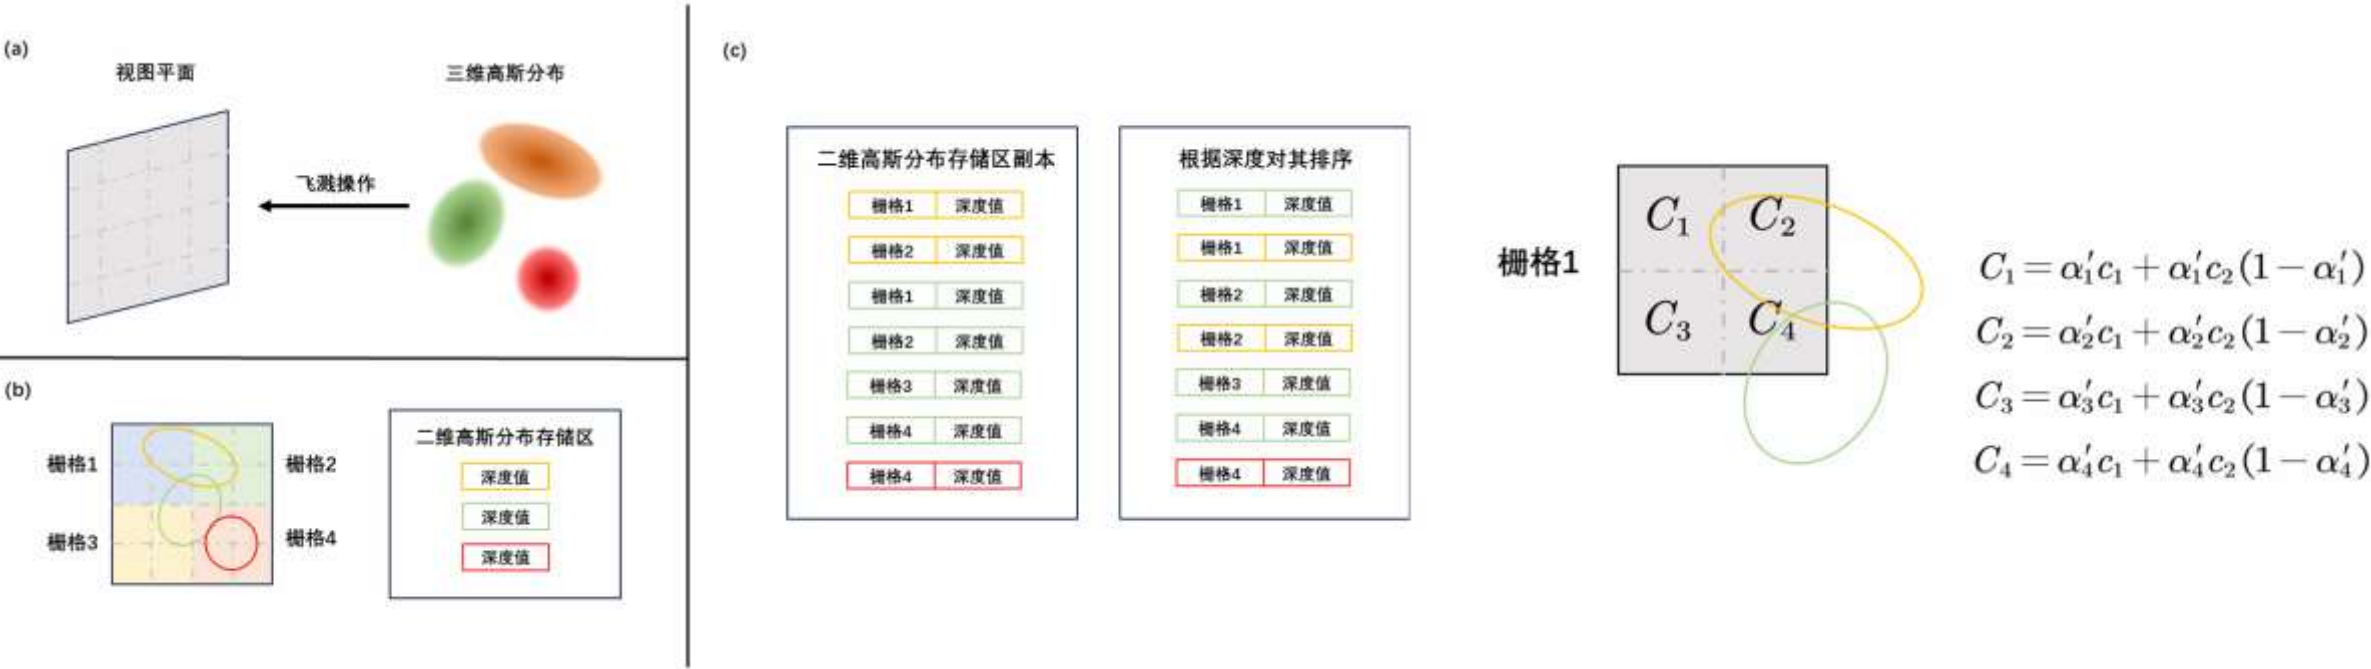 (a)
视图平面
三维高斯分布
飞溅操作
(b)
栅格1
栅格2
栅格3
栅格4
二维高斯分布存储区
深度值
深度值
深度值
(c)
二维高斯分布存储区副本
栅格1 深度值
栅格2 深度值
栅格1 深度值
栅格2 深度值
栅格3 深度值
栅格4 深度值
栅格4 深度值
根据深度对其排序
栅格1 深度值
栅格1 深度值
栅格2 深度值
栅格2 深度值
栅格3 深度值
栅格4 深度值
栅格4 深度值
栅格1
C₁ C₂
C₃ C₄
C₁ = α′₁c₁ + α′₁c₂(1 − α′₁)
C₂ = α′₂c₁ + α′₂c₂(1 − α′₂)
C₃ = α′₃c₁ + α′₃c₂(1 − α′₃)
C₄ = α′₄c₁ + α′₄c₂(1 − α′₄)